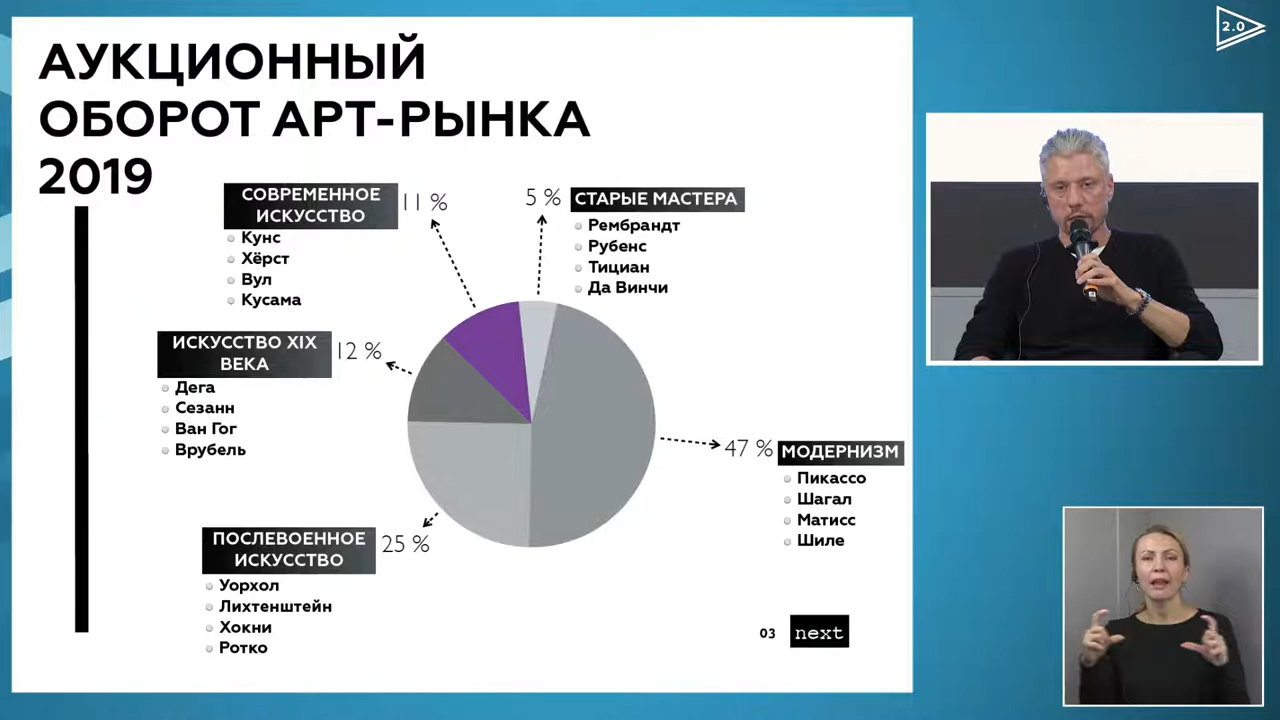 АУКЦИОННЫЙ
ОБОРОТ АРТ-РЫНКА
2019
СОВРЕМЕННОЕ
ИСКУССТВО
11 %
Кунс
Хёрст
Вул
Кусама
5 %
СТАРЫЕ МАСТЕРА
Рембрандт
Рубенс
Тициан
Да Винчи
ИСКУССТВО XIX
ВЕКА
12 %
Дега
Сезанн
Ван Гог
Врубель
47 %
МОДЕРНИЗМ
Пикассо
Шагал
Матисс
Шиле
ПОСЛЕВОЕННОЕ
ИСКУССТВО
25 %
Уорхол
Лихтенштейн
Хокни
Ротко
03
next
2.0